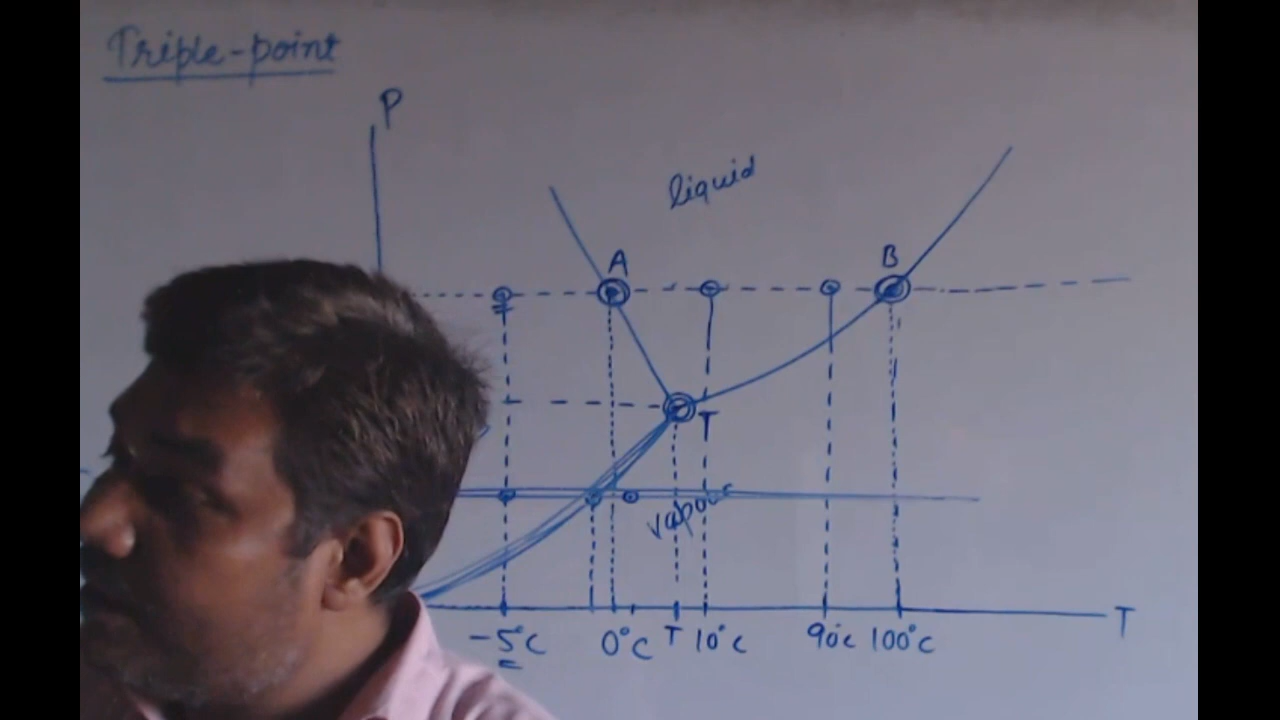 Triple-point
P
liquid
A
B
T
vapour
-5°C
0°C
T
10°C
90°C
100°C
T